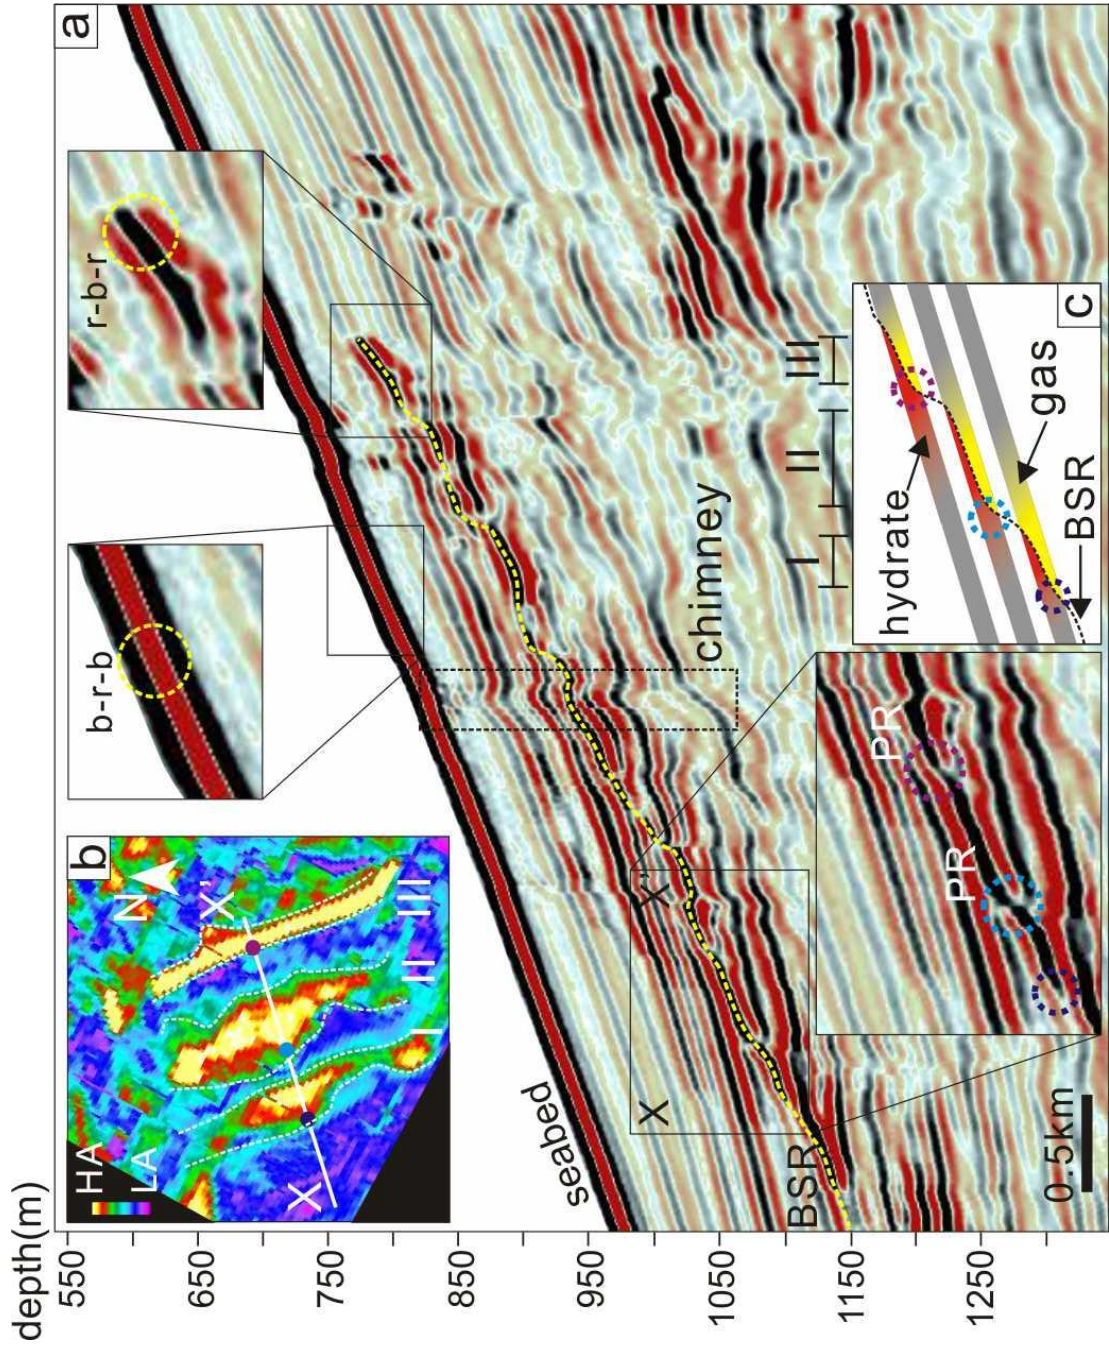 depth(m)
550
650
750
850
950
1050
1150
1250
a
b
HA
LA
N
X
X'
I
II
III
b-r-b
r-b-r
seabed
X
X'
BSR
chimney
I
II
III
0.5km
PR
PR
c
hydrate
gas
BSR